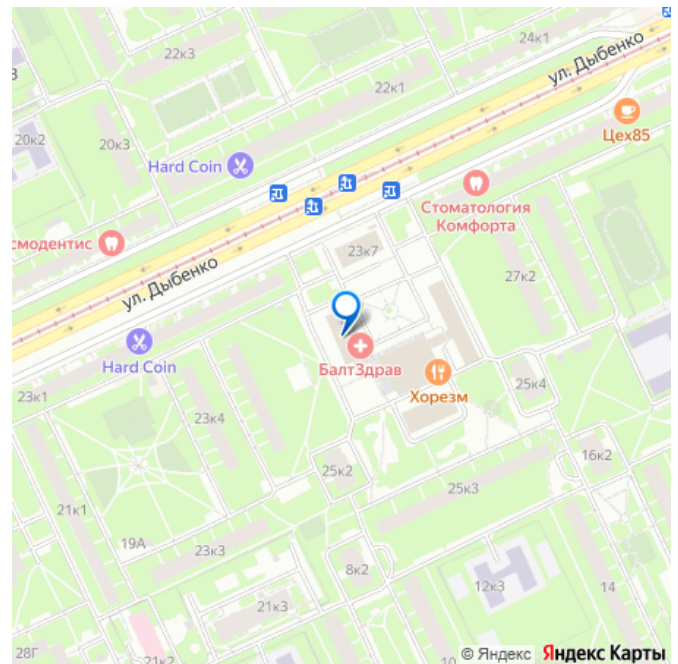 24к1
22к3
ул. Дыбенко
22к1
3
Цех85
20к2
20к3
Hard Coin
Стоматология
Комфорта
смодентис
23к7
27к2
ул. Дыбенко
Hard Coin
БалтЗдрав
Хорезм
25к4
23к1
23к4
16к2
25к2
25к3
21к1
19А
23к3
8к2
12к3
14
21к3
28Г
21к2
© Яндекс Яндекс Карты